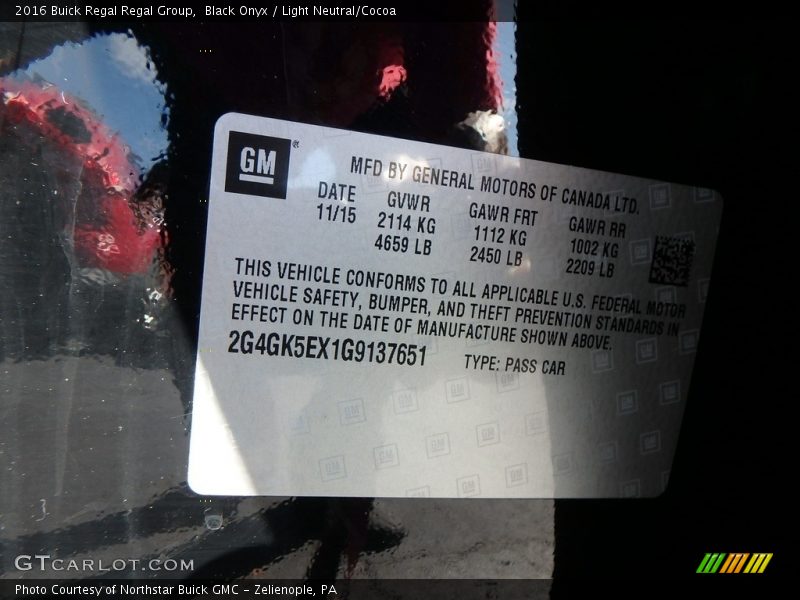 2016 Buick Regal Regal Group,  Black Onyx / Light Neutral/Cocoa
GM®
MFD BY GENERAL MOTORS OF CANADA LTD.
DATE GVWR GAWR FRT GAWR RR
11/15 2114 KG 1112 KG 1002 KG
4659 LB 2450 LB 2209 LB
THIS VEHICLE CONFORMS TO ALL APPLICABLE U.S. FEDERAL MOTOR
VEHICLE SAFETY, BUMPER, AND THEFT PREVENTION STANDARDS IN
EFFECT ON THE DATE OF MANUFACTURE SHOWN ABOVE.
2G4GK5EX1G9137651 TYPE: PASS CAR
GTCARLOT.COM
Photo Courtesy of Northstar Buick GMC - Zelienople, PA